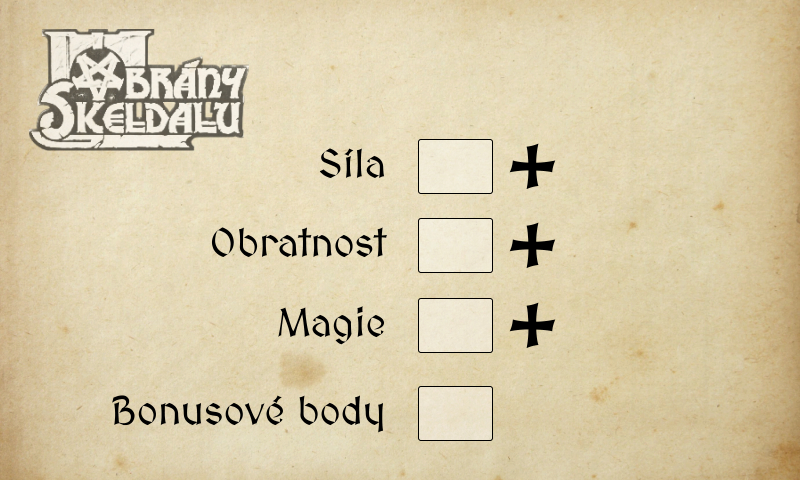 BRÁNY
SKELDALU
Síla
Obratnost
Magie
Bonusové body